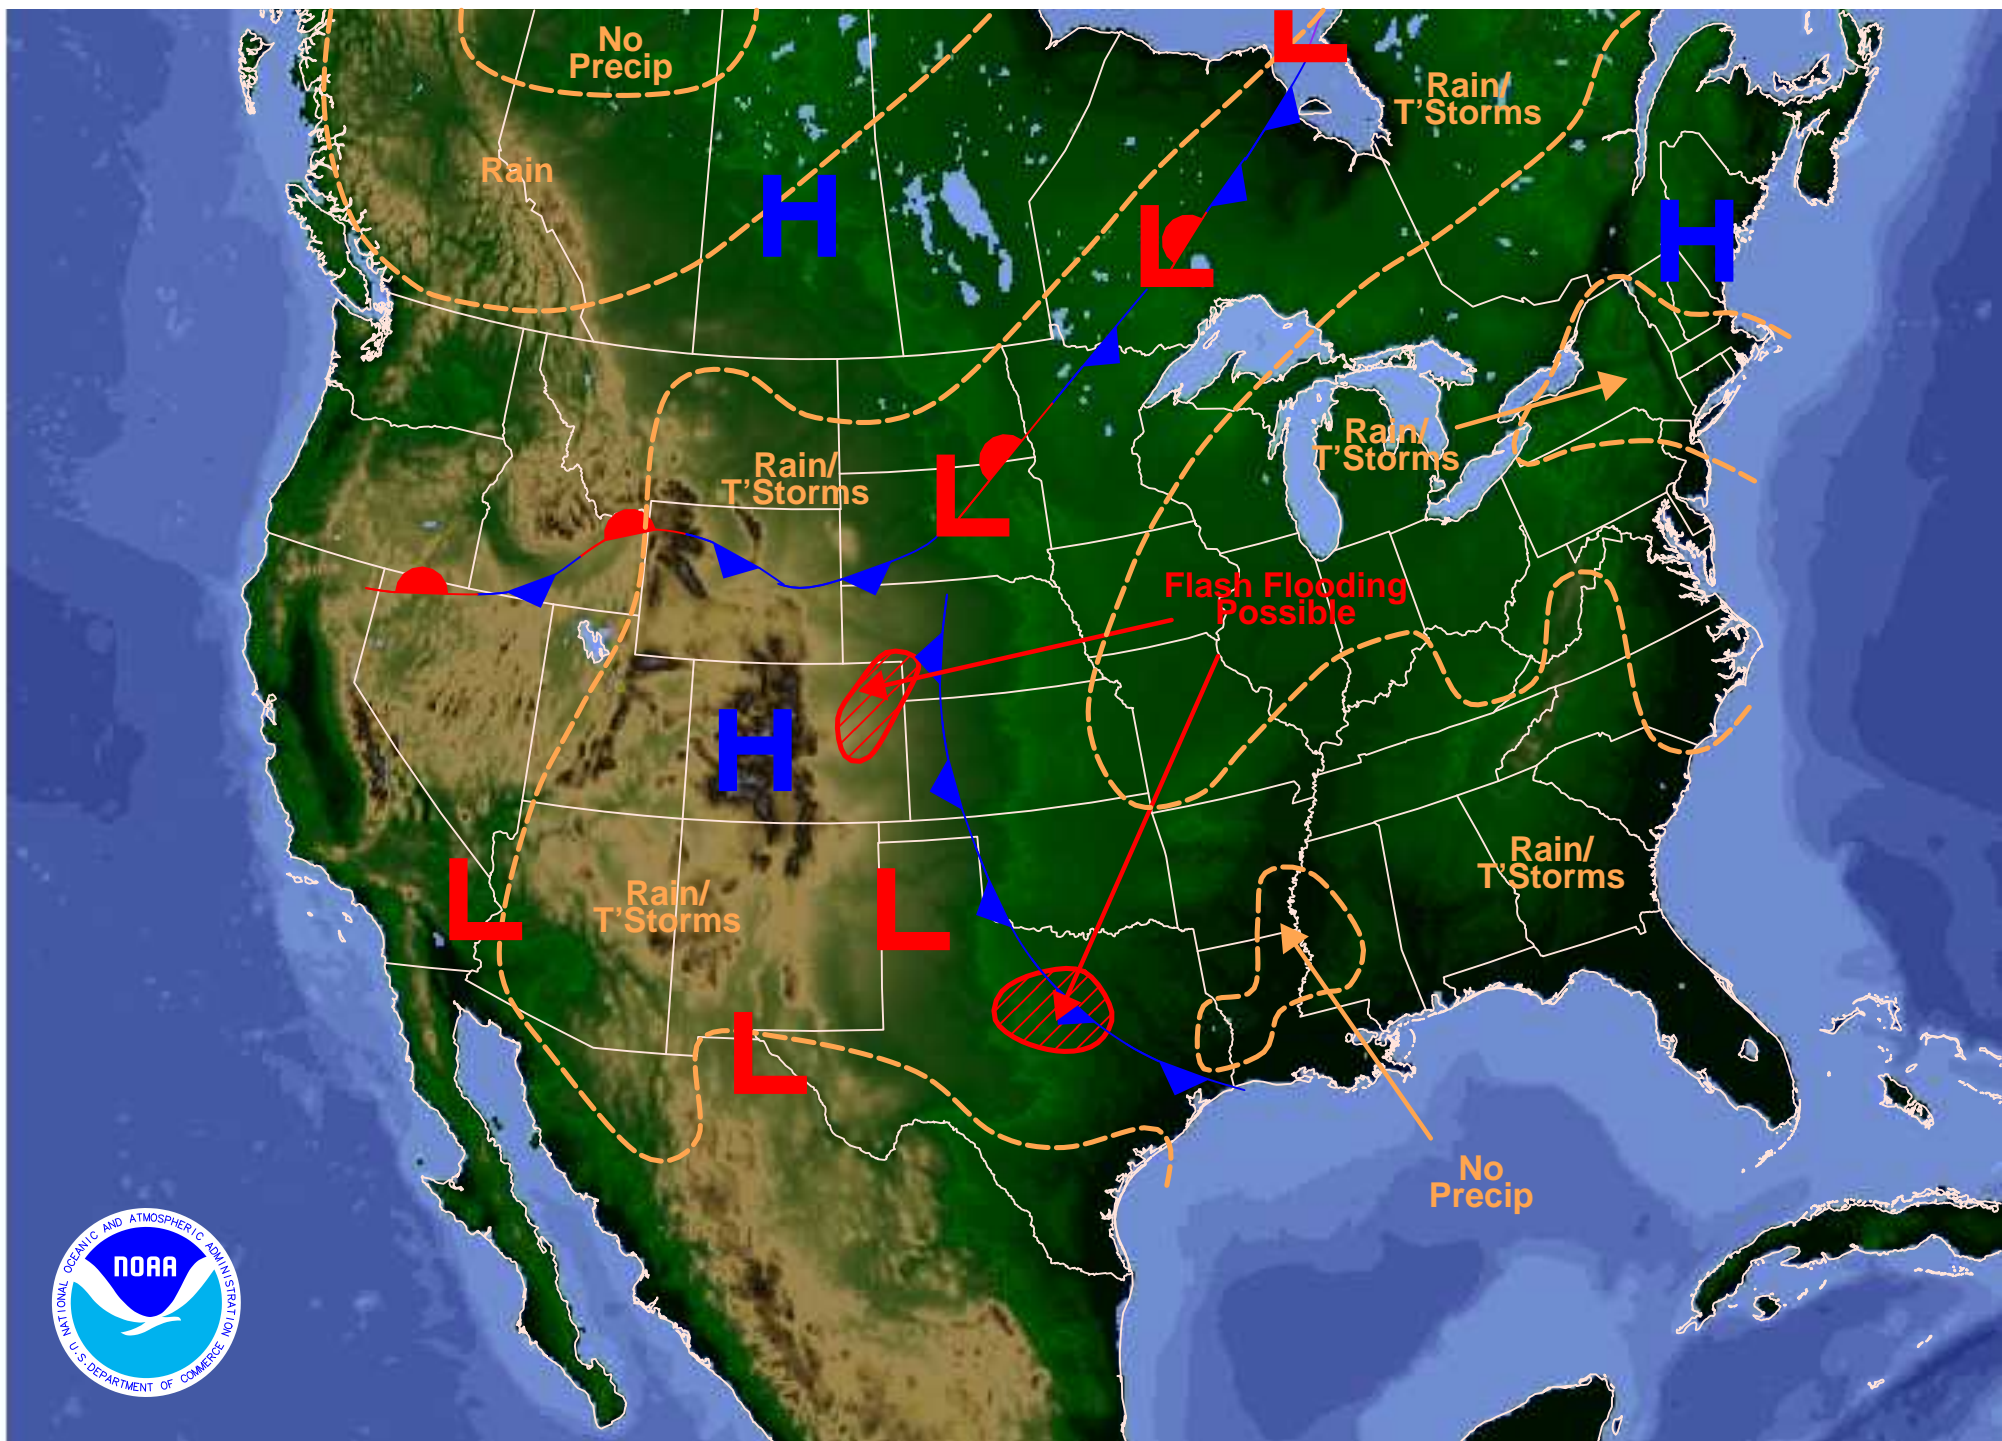 No
Precip
L
Rain/
T'Storms
Rain
H
L
H
Rain/
T'Storms
Rain/
T'Storms
L
Flash Flooding
Possible
H
Rain/
T'Storms
L
Rain/
T'Storms
L
L
No
Precip
NATIONAL OCEANIC AND ATMOSPHERIC ADMINISTRATION
NOAA
U.S. DEPARTMENT OF COMMERCE